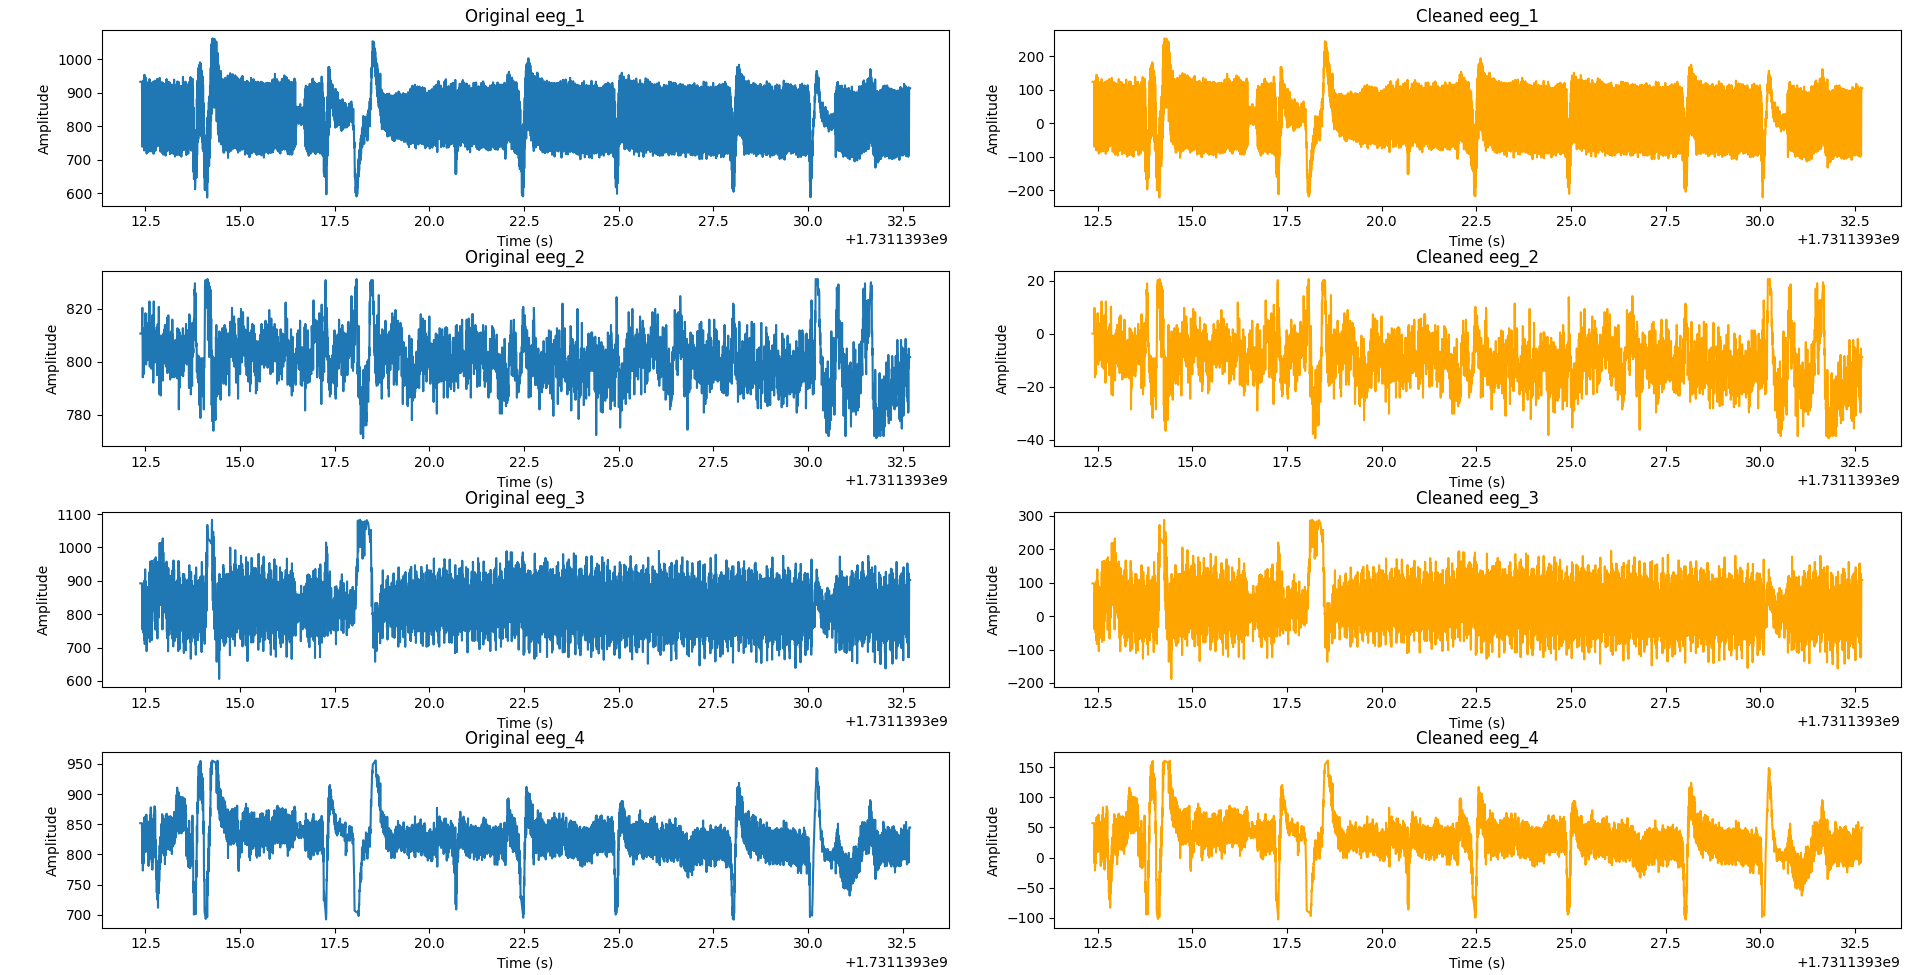 Original eeg_1
Cleaned eeg_1
Amplitude
1000
900
800
700
600
12.5 15.0 17.5 20.0 22.5 25.0 27.5 30.0 32.5
Time (s)
+1.7311393e9
Amplitude
200
100
0
−100
−200
12.5 15.0 17.5 20.0 22.5 25.0 27.5 30.0 32.5
Time (s)
+1.7311393e9
Original eeg_2
Cleaned eeg_2
Amplitude
820
800
780
12.5 15.0 17.5 20.0 22.5 25.0 27.5 30.0 32.5
Time (s)
+1.7311393e9
Amplitude
20
0
−20
−40
12.5 15.0 17.5 20.0 22.5 25.0 27.5 30.0 32.5
Time (s)
+1.7311393e9
Original eeg_3
Cleaned eeg_3
Amplitude
1100
1000
900
800
700
600
12.5 15.0 17.5 20.0 22.5 25.0 27.5 30.0 32.5
Time (s)
+1.7311393e9
Amplitude
300
200
100
0
−100
−200
12.5 15.0 17.5 20.0 22.5 25.0 27.5 30.0 32.5
Time (s)
+1.7311393e9
Original eeg_4
Cleaned eeg_4
Amplitude
950
900
850
800
750
700
12.5 15.0 17.5 20.0 22.5 25.0 27.5 30.0 32.5
Time (s)
+1.7311393e9
Amplitude
150
100
50
0
−50
−100
12.5 15.0 17.5 20.0 22.5 25.0 27.5 30.0 32.5
Time (s)
+1.7311393e9